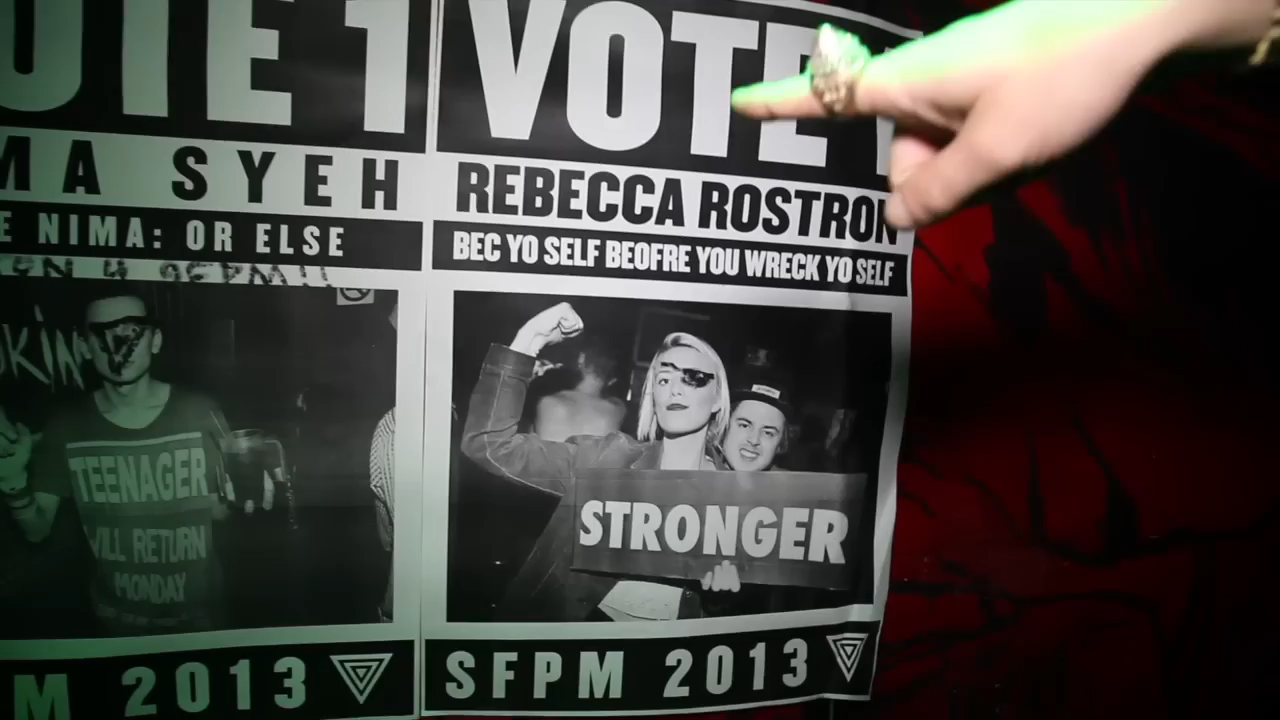 OTE 1
MA SYEH
E NIMA: OR ELSE
TEENAGER
WILL RETURN
MONDAY
M 2013
VOTE
REBECCA ROSTRON
BEC YO SELF BEOFRE YOU WRECK YO SELF
STRONGER
SFPM 2013